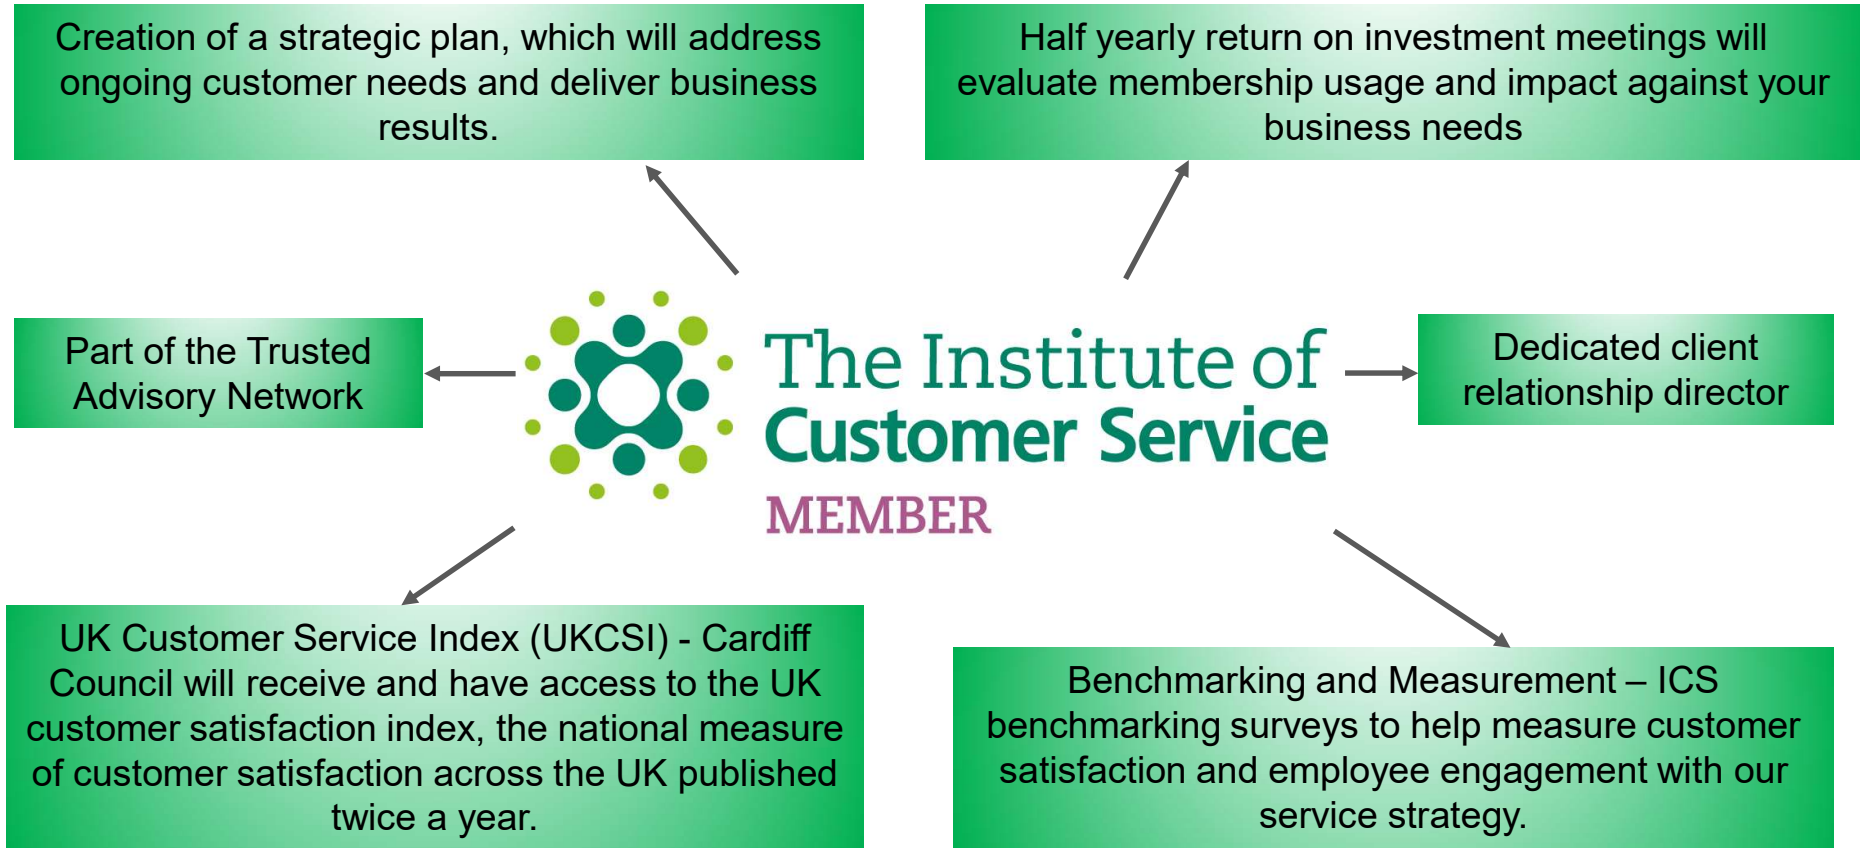 Creation of a strategic plan, which will address
ongoing customer needs and deliver business
results.
Half yearly return on investment meetings will
evaluate membership usage and impact against your
business needs
Part of the Trusted
Advisory Network
The Institute of
Customer Service
MEMBER
Dedicated client
relationship director
UK Customer Service Index (UKCSI) - Cardiff
Council will receive and have access to the UK
customer satisfaction index, the national measure
of customer satisfaction across the UK published
twice a year.
Benchmarking and Measurement – ICS
benchmarking surveys to help measure customer
satisfaction and employee engagement with our
service strategy.